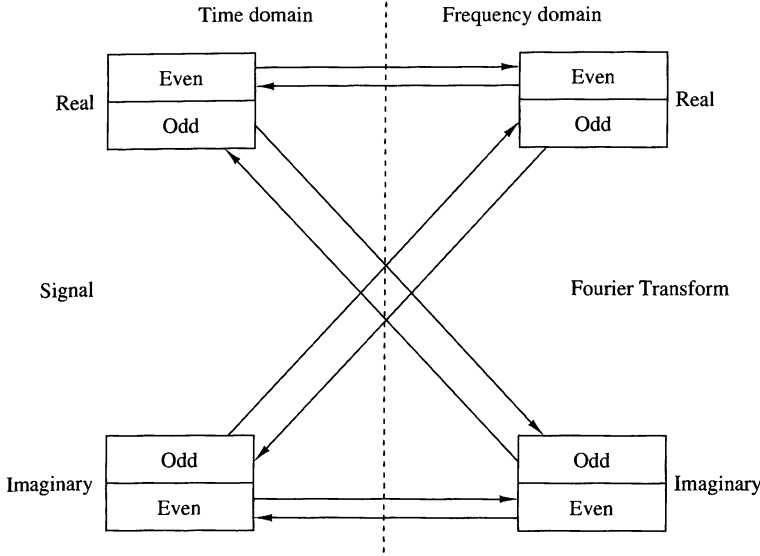 Time domain
Frequency domain
Even
Even
Real
Real
Odd
Odd
Signal
Fourier Transform
Odd
Odd
Imaginary
Imaginary
Even
Even